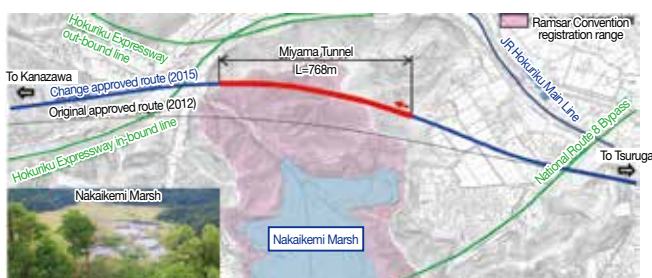 Hokuriku Expressway
out-bound line
Ramsar Convention
registration range
Miyama Tunnel
L=768m
To Kanazawa
Change approved route (2015)
Original approved route (2012)
JR Hokuriku Main Line
Hokuriku Expressway in-bound line
National Route 8 Bypass
To Tsuruga
Nakaikemi Marsh
Nakaikemi Marsh